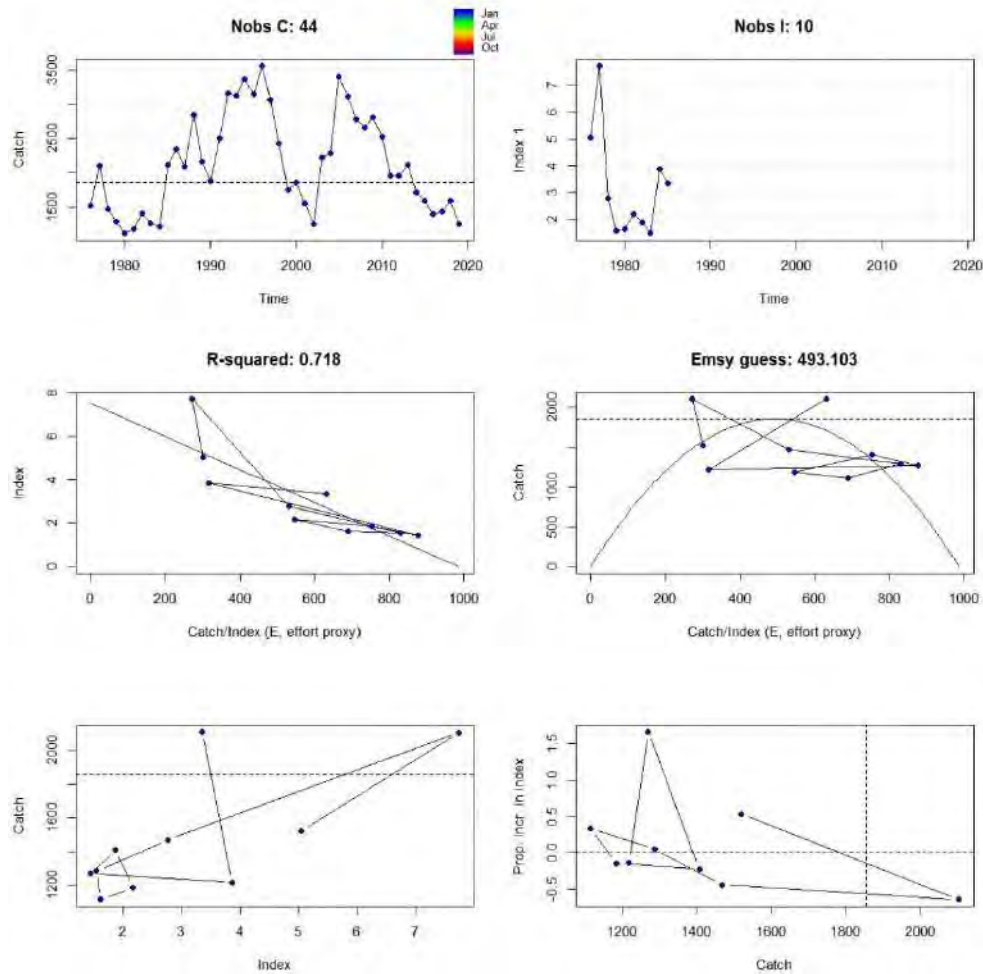 Nobs C: 44
Jan
Apr
Jul
Oct
Catch
3500
2500
1500
1980 1990 2000 2010 2020
Time
Nobs I: 10
Index 1
7
6
5
4
3
2
1980 1990 2000 2010 2020
Time
R-squared: 0.718
Index
8
6
4
2
0
0 200 400 600 800 1000
Catch/Index (E, effort proxy)
Emsy guess: 493.103
Catch
2000
1000
500
0
0 200 400 600 800 1000
Catch/Index (E, effort proxy)
Catch
2000
1600
1200
2 3 4 5 6 7
Index
Prop. incr. in index
1.5
1.0
0.5
0.0
-0.5
1200 1400 1600 1800 2000
Catch